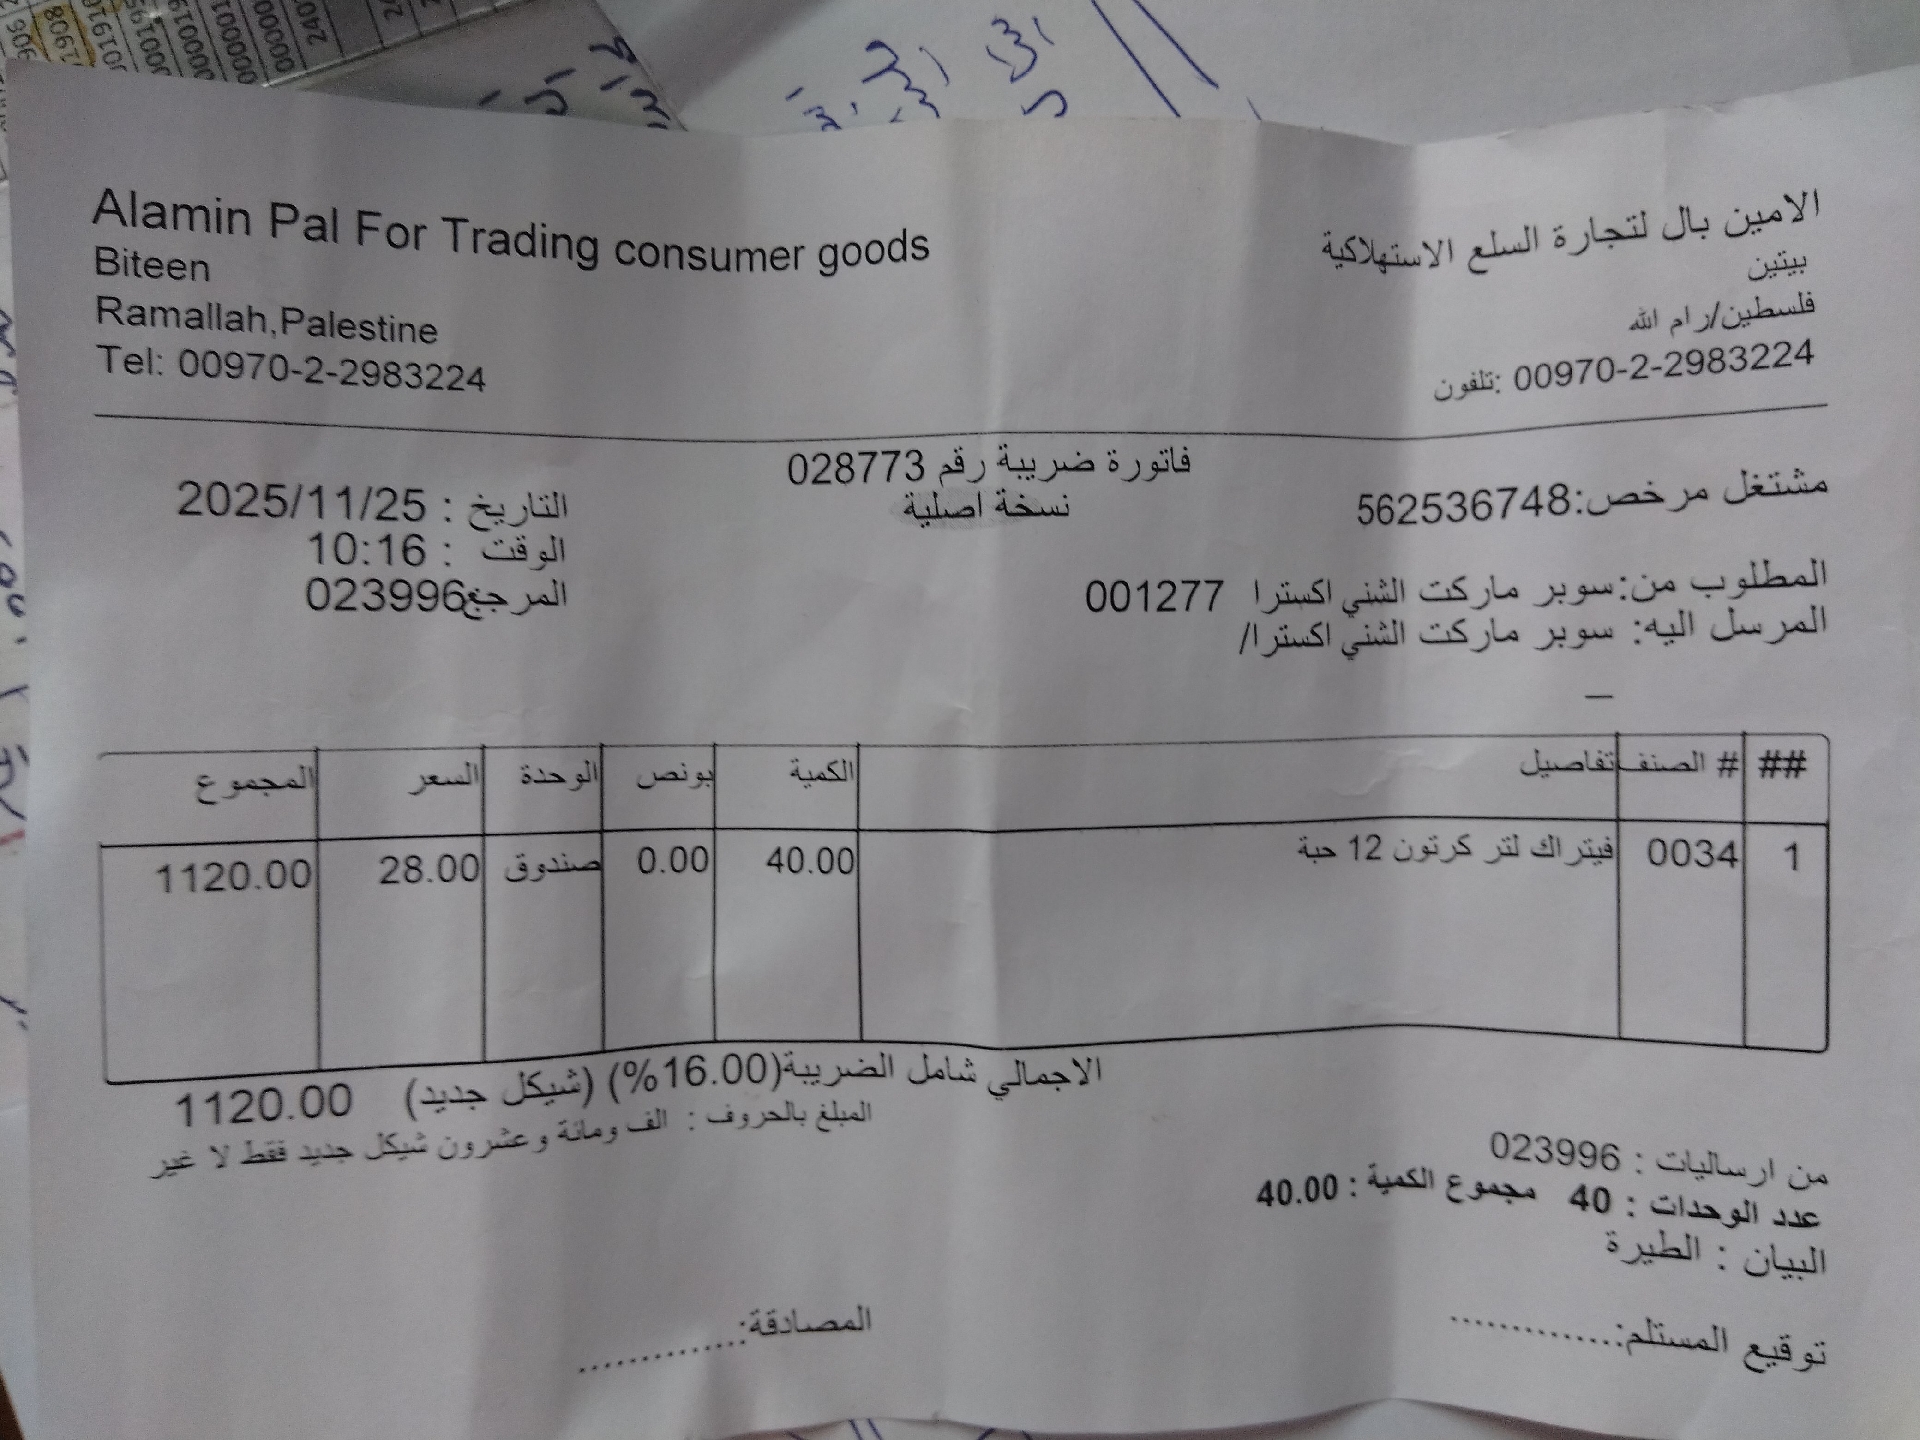 Alamin Pal For Trading consumer goods
Biteen
Ramallah,Palestine
Tel: 00970-2-2983224
الامين بال لتجارة السلع الاستهلاكية
بيتين
فلسطين/رام الله
تلفون: 00970-2-2983224
فاتورة ضريبة رقم 028773
نسخة اصلية
مشتغل مرخص:562536748
التاريخ : 2025/11/25
الوقت : 10:16
المرجع023996
المطلوب من:سوبر ماركت الشني اكسترا 001277
المرسل اليه: سوبر ماركت الشني اكسترا/
_
## # الصنف تفاصيل الكمية بونص الوحدة السعر المجموع
1 0034 فيتراك لتر كرتون 12 حبة 40.00 0.00 صندوق 28.00 1120.00
الاجمالي شامل الضريبة(16.00%) (شيكل جديد) 1120.00
المبلغ بالحروف : الف ومائة وعشرون شيكل جديد فقط لا غير
من ارساليات : 023996
عدد الوحدات : 40 مجموع الكمية : 40.00
البيان : الطيرة
توقيع المستلم:.............
المصادقة:.............